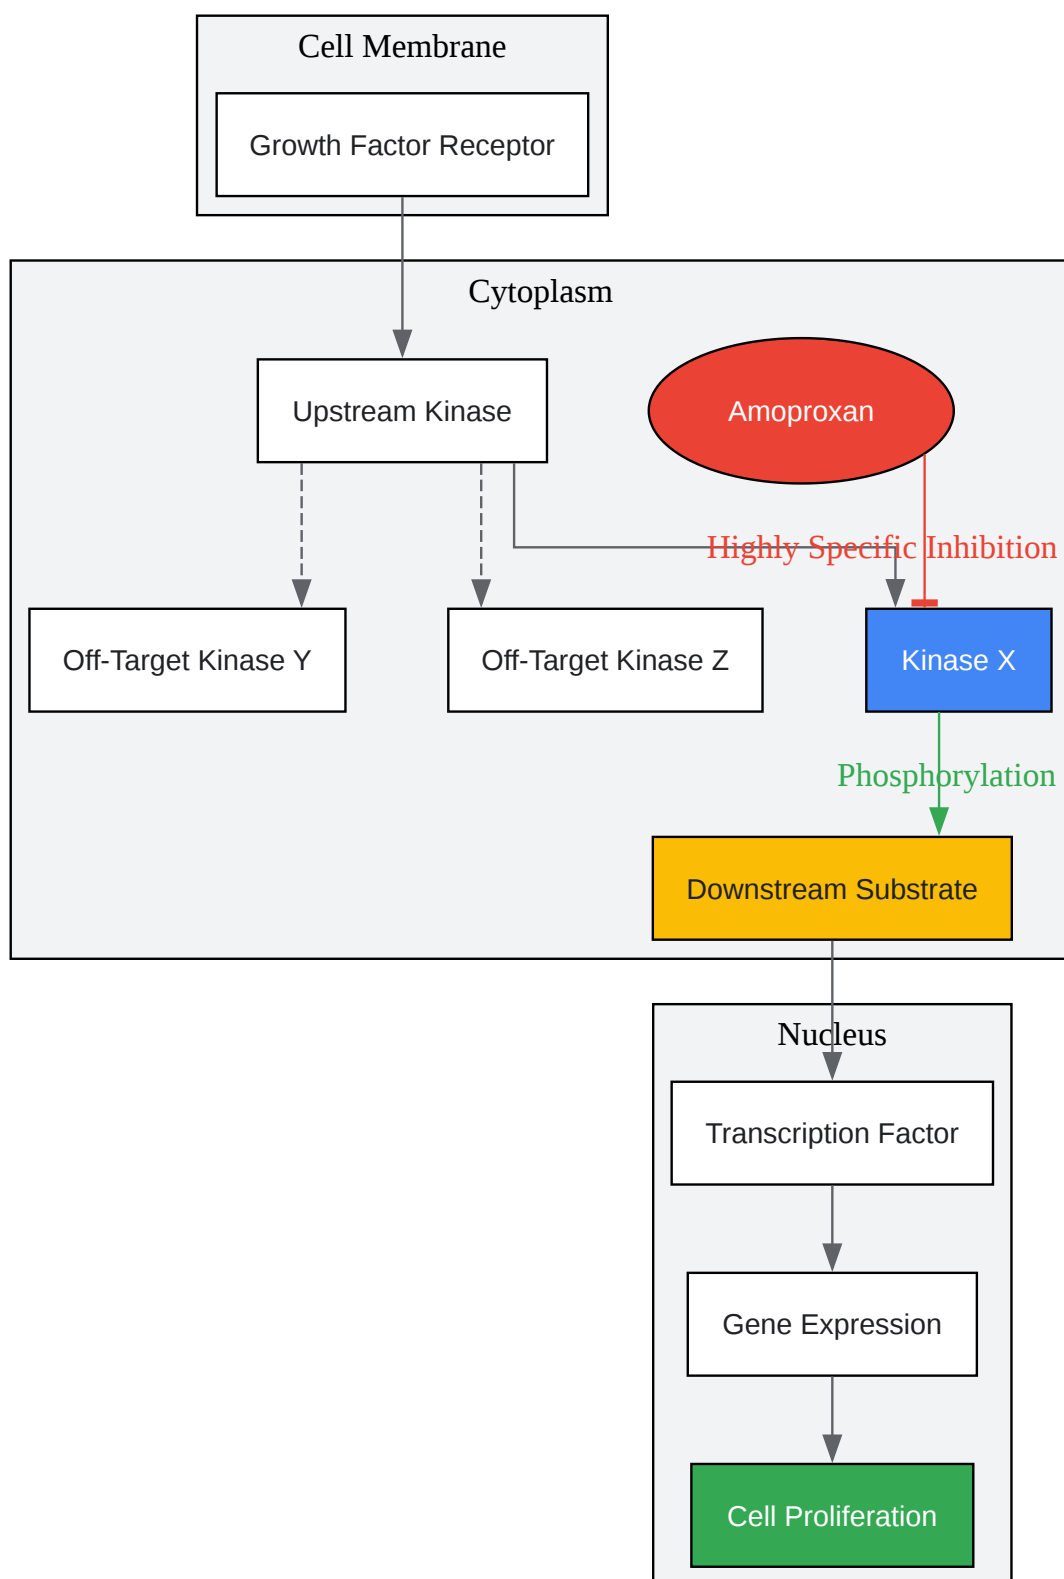 Cell Membrane
Growth Factor Receptor
Cytoplasm
Upstream Kinase
Amoproxan
Highly Specific Inhibition
Off-Target Kinase Y
Off-Target Kinase Z
Kinase X
Phosphorylation
Downstream Substrate
Nucleus
Transcription Factor
Gene Expression
Cell Proliferation